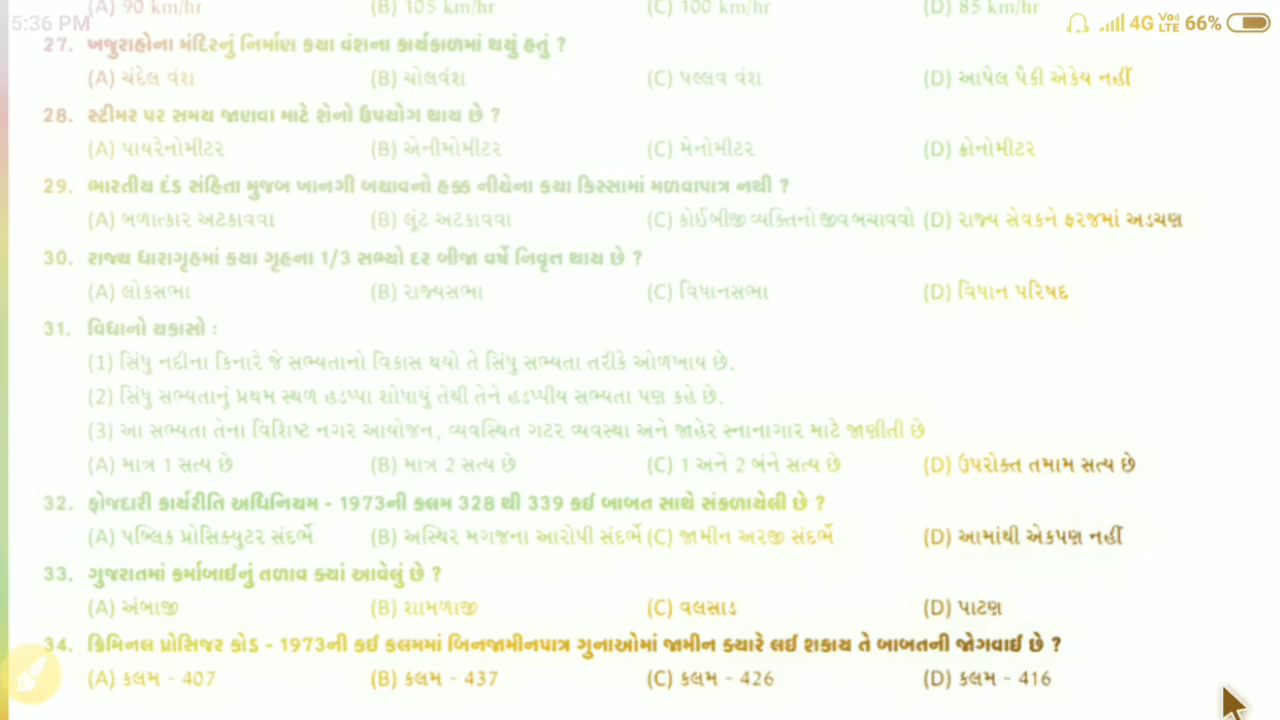 (A) 90 km/hr (B) 105 km/hr (C) 100 km/hr (D) 85 km/hr
5:36 PM 4G VoI LTE 66%
27. ખજુરાહોના મંદિરનું નિર્માણ કયા વંશના કાર્યકાળમાં થયું હતું ?
(A) ચંદેલ વંશ (B) ચોલવંશ (C) પલ્લવ વંશ (D) આપેલ પૈકી એકેય નહીં
28. સ્ટીમર પર સમય જાણવા માટે શેનો ઉપયોગ થાય છે ?
(A) પાયરેનોમીટર (B) એનીમોમીટર (C) મેનોમીટર (D) ક્રોનોમીટર
29. ભારતીય દંડ સંહિતા મુજબ ખાનગી બચાવનો હક્ક નીચેના કયા કિસ્સામાં મળવાપાત્ર નથી ?
(A) બળાત્કાર અટકાવવા (B) લૂંટ અટકાવવા (C) કોઈ બીજી વ્યક્તિનો જીવ બચાવવો (D) રાજ્ય સેવકને ફરજમાં અડચણ
30. રાજ્ય ધારાગૃહમાં કયા ગૃહના 1/3 સભ્યો દર બીજા વર્ષે નિવૃત્ત થાય છે ?
(A) લોકસભા (B) રાજ્યસભા (C) વિધાનસભા (D) વિધાન પરિષદ
31. વિધાનો ચકાસો :
(1) સિંધુ નદીના કિનારે જે સભ્યતાનો વિકાસ થયો તે સિંધુ સભ્યતા તરીકે ઓળખાય છે.
(2) સિંધુ સભ્યતાનું પ્રથમ સ્થળ હડપ્પા શોધાયું તેથી તેને હડપ્પીય સભ્યતા પણ કહે છે.
(3) આ સભ્યતા તેના વિશિષ્ટ નગર આયોજન, વ્યવસ્થિત ગટર વ્યવસ્થા અને જાહેર સ્નાનાગાર માટે જાણીતી છે
(A) માત્ર 1 સત્ય છે (B) માત્ર 2 સત્ય છે (C) 1 અને 2 બંને સત્ય છે (D) ઉપરોક્ત તમામ સત્ય છે
32. ફોજદારી કાર્યરીતિ અધિનિયમ - 1973ની કલમ 328 થી 339 કઈ બાબત સાથે સંકળાયેલી છે ?
(A) પબ્લિક પ્રોસિક્યુટર સંદર્ભે (B) અસ્થિર મગજના આરોપી સંદર્ભે (C) જામીન અરજી સંદર્ભે (D) આમાંથી એકપણ નહીં
33. ગુજરાતમાં કર્માબાઈનું તળાવ ક્યાં આવેલું છે ?
(A) અંબાજી (B) શામળાજી (C) વલસાડ (D) પાટણ
34. ક્રિમિનલ પ્રોસિજર કોડ - 1973ની કઈ કલમમાં બિનજામીનપાત્ર ગુનાઓમાં જામીન ક્યારે લઈ શકાય તે બાબતની જોગવાઈ છે ?
(A) કલમ - 407 (B) કલમ - 437 (C) કલમ - 426 (D) કલમ - 416